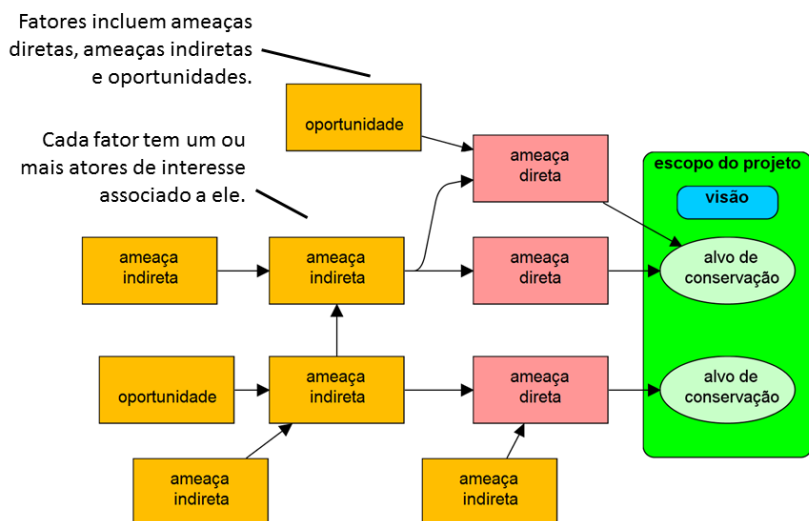 Fatores incluem ameaças
diretas, ameaças indiretas
e oportunidades.
oportunidade
Cada fator tem um ou
mais atores de interesse
associado a ele.
ameaça
direta
escopo do projeto
visão
ameaça
indireta
ameaça
indireta
ameaça
direta
alvo de
conservação
oportunidade
ameaça
indireta
ameaça
direta
alvo de
conservação
ameaça
indireta
ameaça
indireta